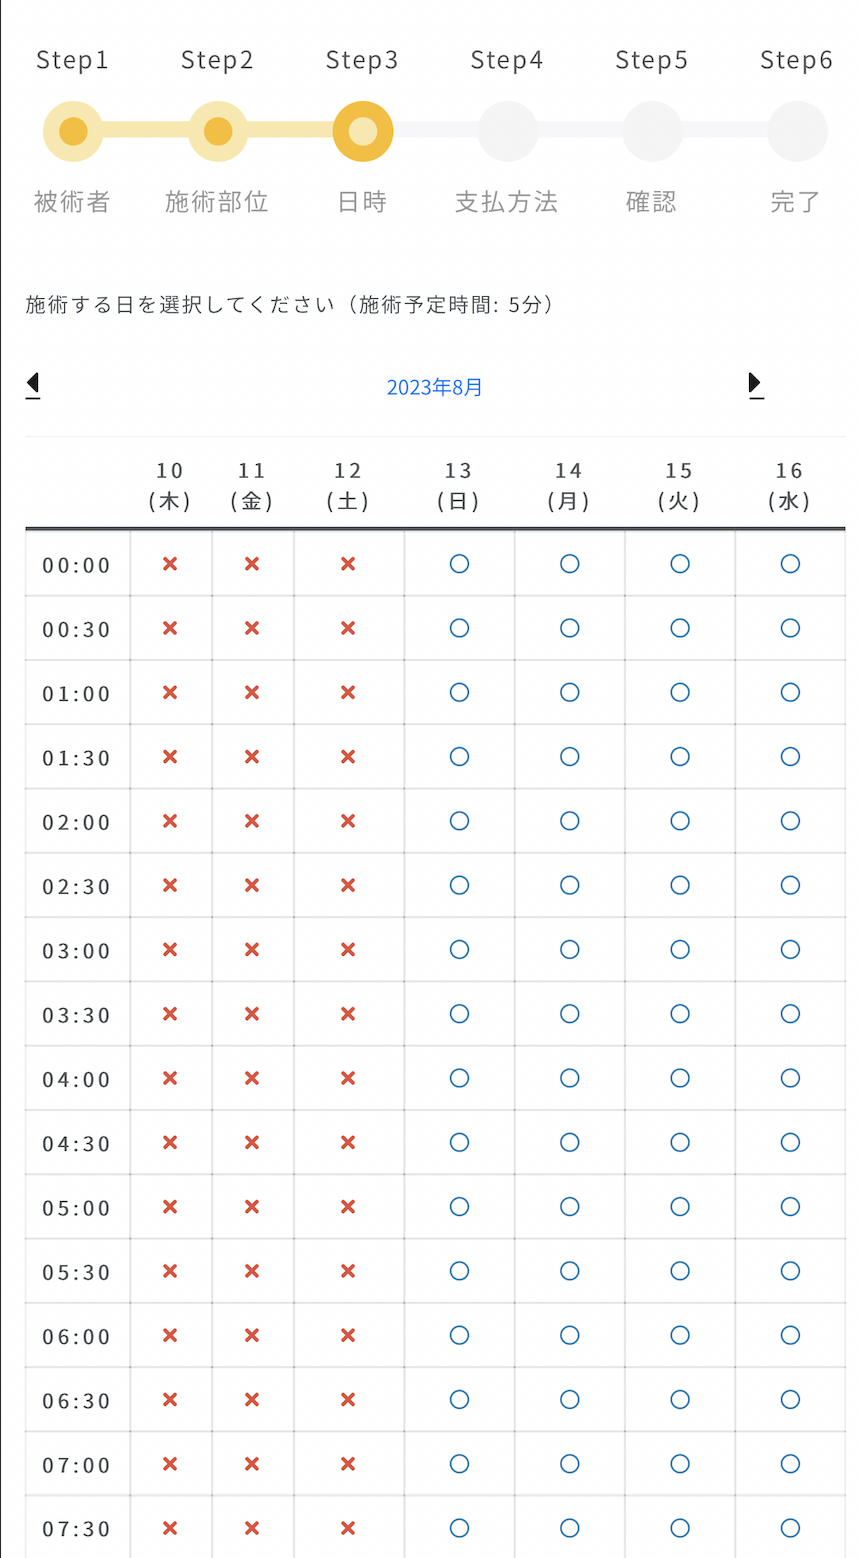 Step1 Step2 Step3 Step4 Step5 Step6
被術者 施術部位 日時 支払方法 確認 完了
施術する日を選択してください（施術予定時間: 5分）
2023年8月
10 11 12 13 14 15 16
(木) (金) (土) (日) (月) (火) (水)
00:00 × × × ○ ○ ○ ○
00:30 × × × ○ ○ ○ ○
01:00 × × × ○ ○ ○ ○
01:30 × × × ○ ○ ○ ○
02:00 × × × ○ ○ ○ ○
02:30 × × × ○ ○ ○ ○
03:00 × × × ○ ○ ○ ○
03:30 × × × ○ ○ ○ ○
04:00 × × × ○ ○ ○ ○
04:30 × × × ○ ○ ○ ○
05:00 × × × ○ ○ ○ ○
05:30 × × × ○ ○ ○ ○
06:00 × × × ○ ○ ○ ○
06:30 × × × ○ ○ ○ ○
07:00 × × × ○ ○ ○ ○
07:30 × × × ○ ○ ○ ○